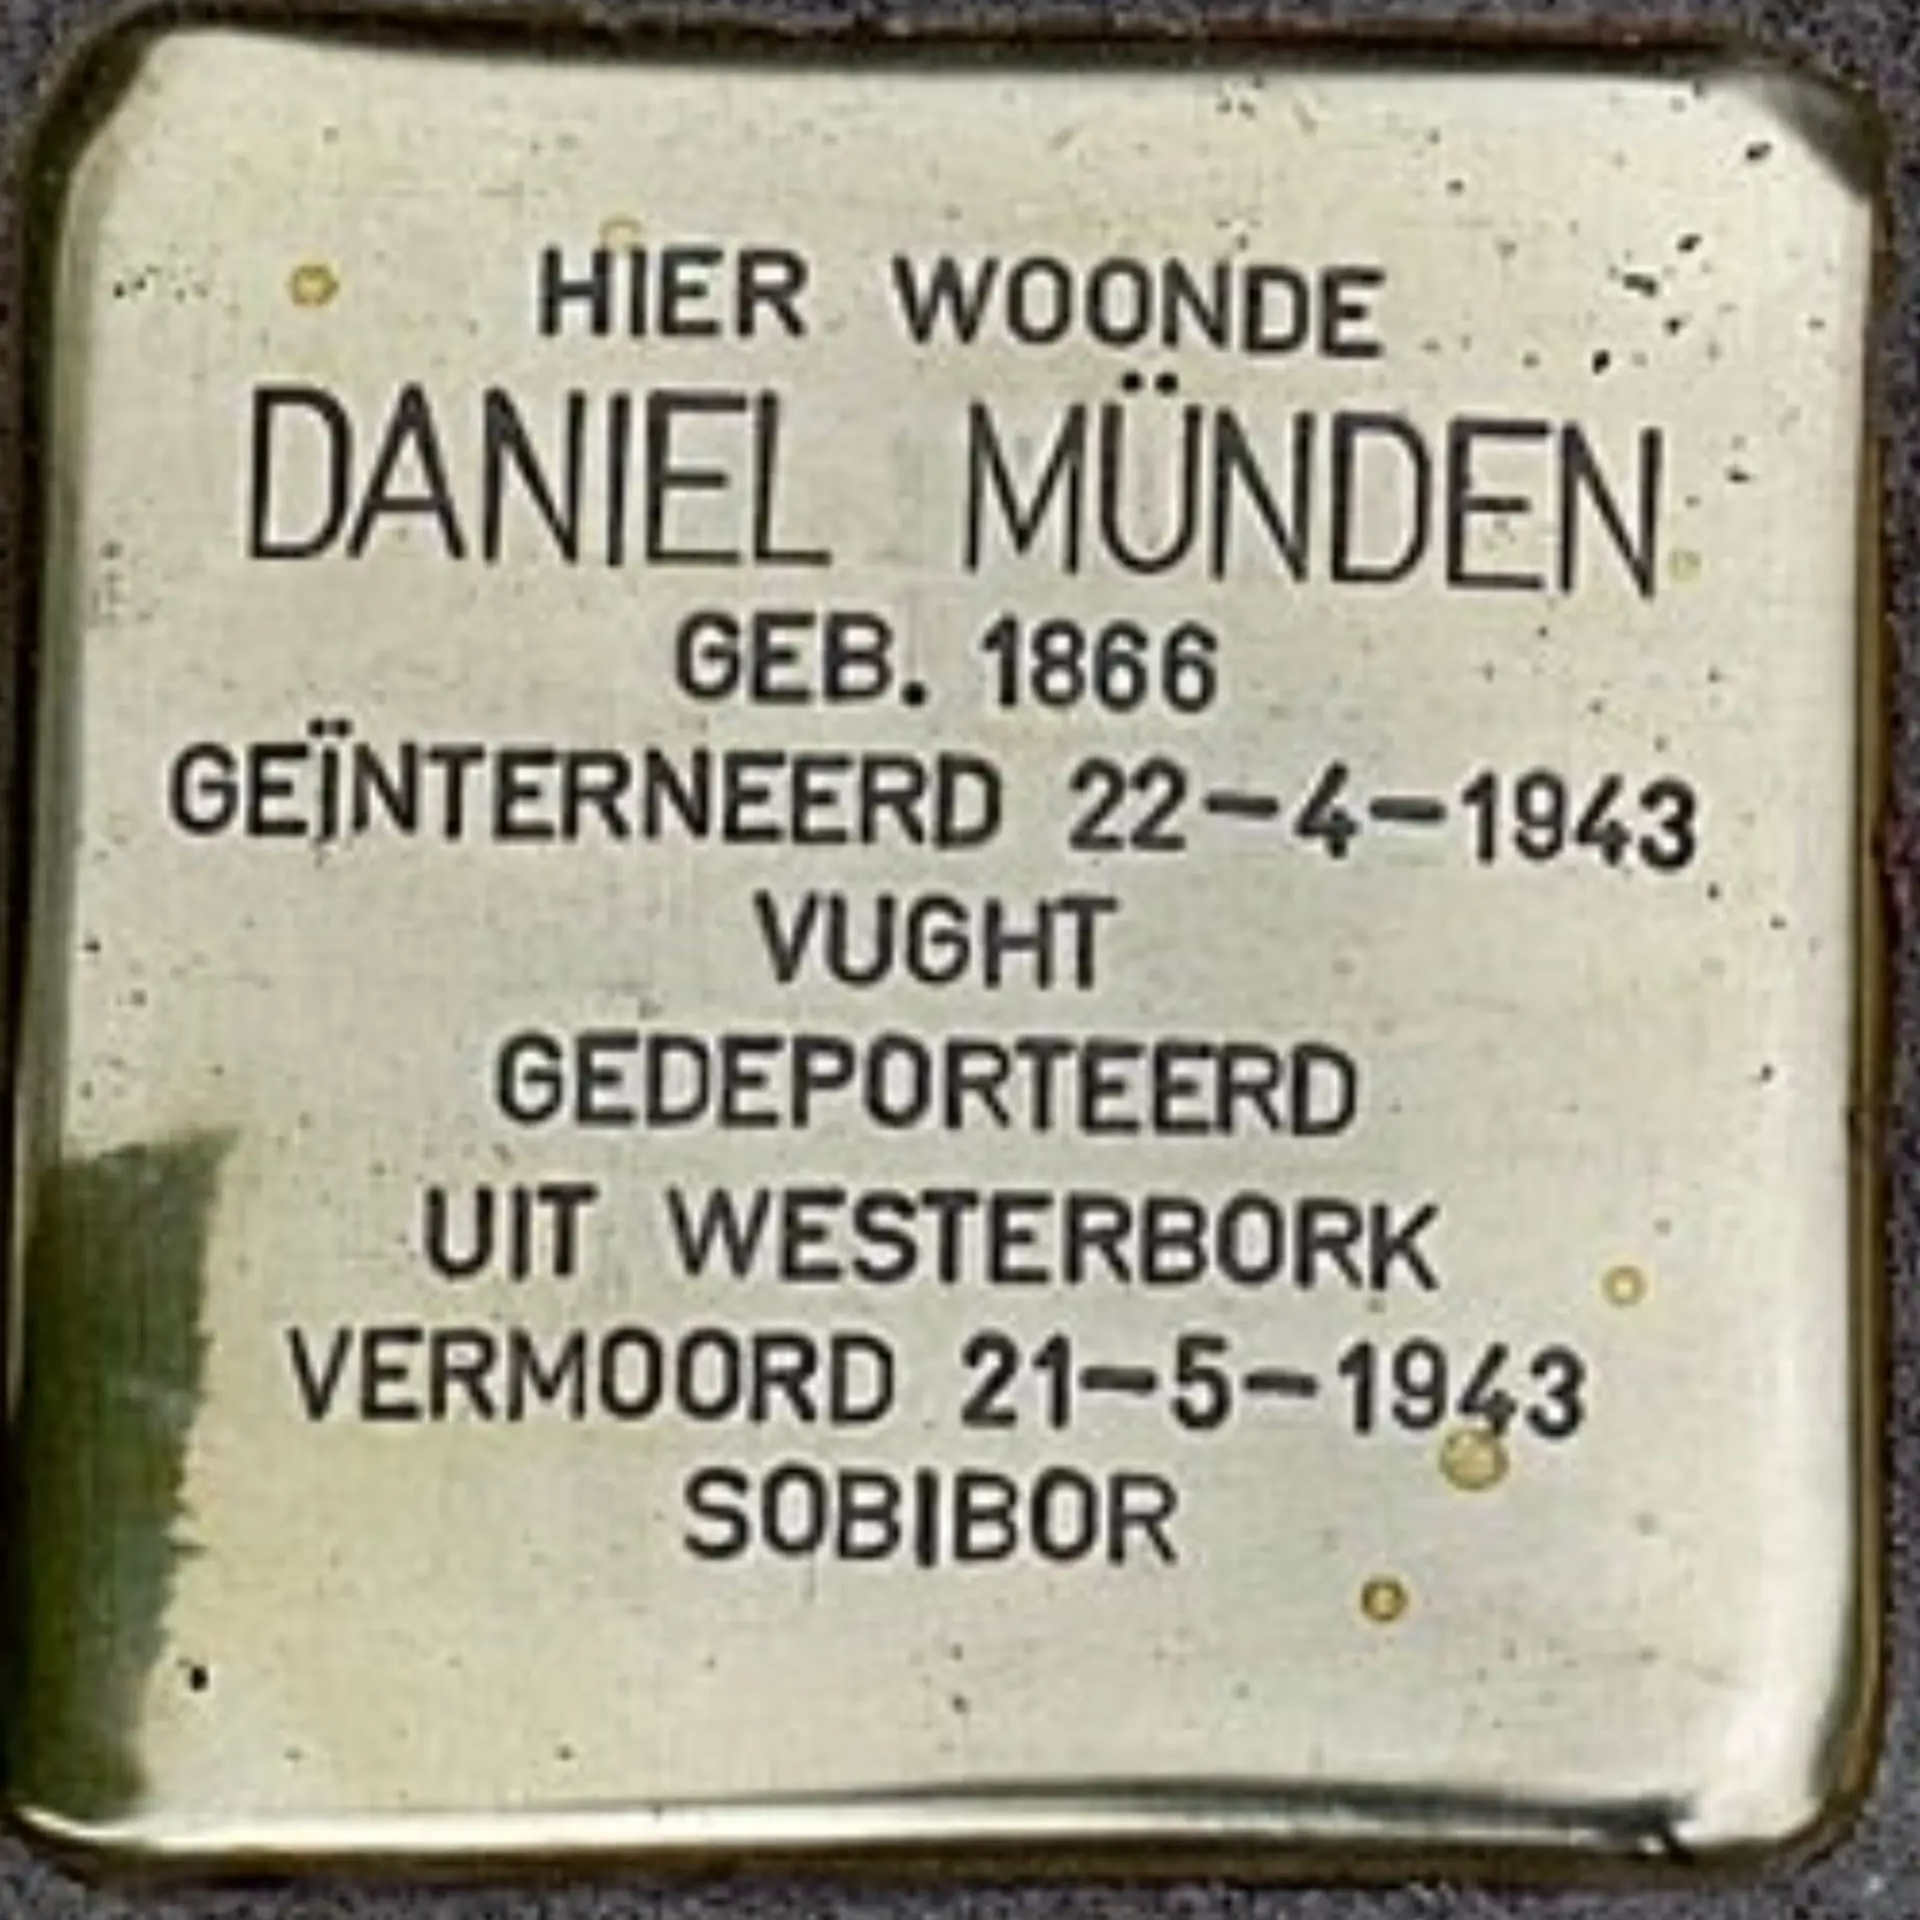 HIER WOONDE
DANIEL MÜNDEN
GEB. 1866
GEÏNTERNEERD 22-4-1943
VUGHT
GEDEPORTEERD
UIT WESTERBORK
VERMOORD 21-5-1943
SOBIBOR